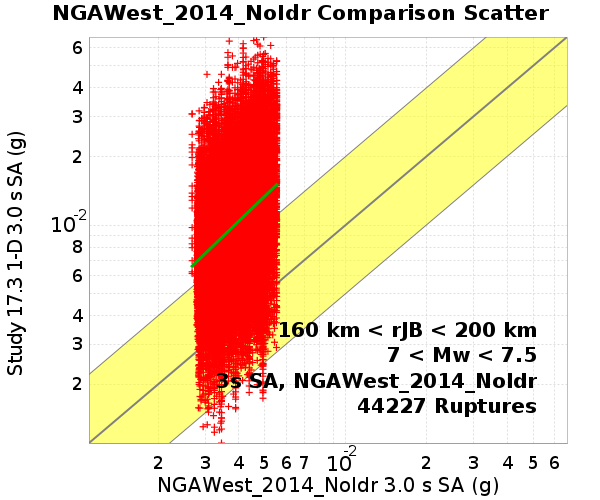 NGAWest_2014_NoIdr Comparison Scatter
6
4
3
2
10-2
8
6
4
3
2
Study 17.3 1-D 3.0 s SA (g)
160 km < rJB < 200 km
7 < Mw < 7.5
3s SA, NGAWest_2014_NoIdr
44227 Ruptures
2 3 4 5 6 7 10-2 2 3 4 5 6
NGAWest_2014_NoIdr 3.0 s SA (g)